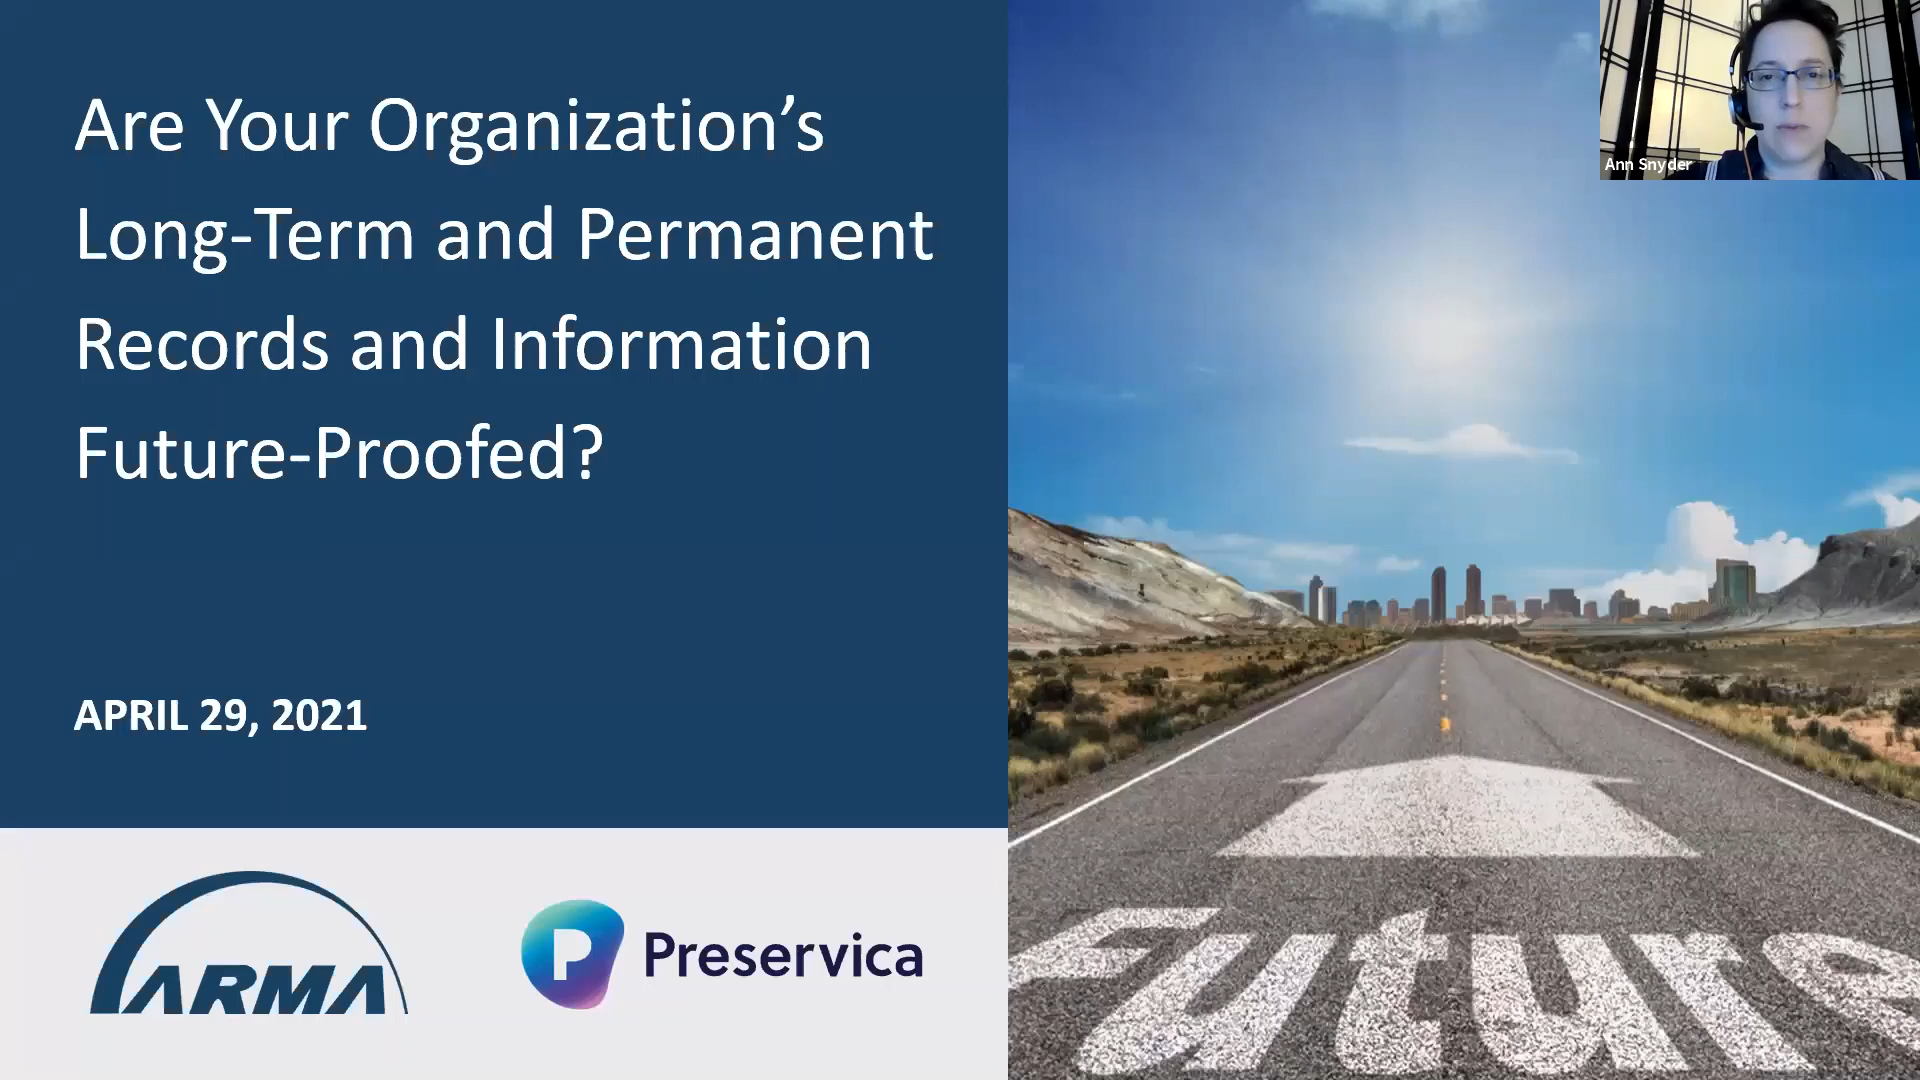 Are Your Organization’s
Long-Term and Permanent
Records and Information
Future-Proofed?
APRIL 29, 2021
ARMA
P Preservica
Ann Snyder
Future